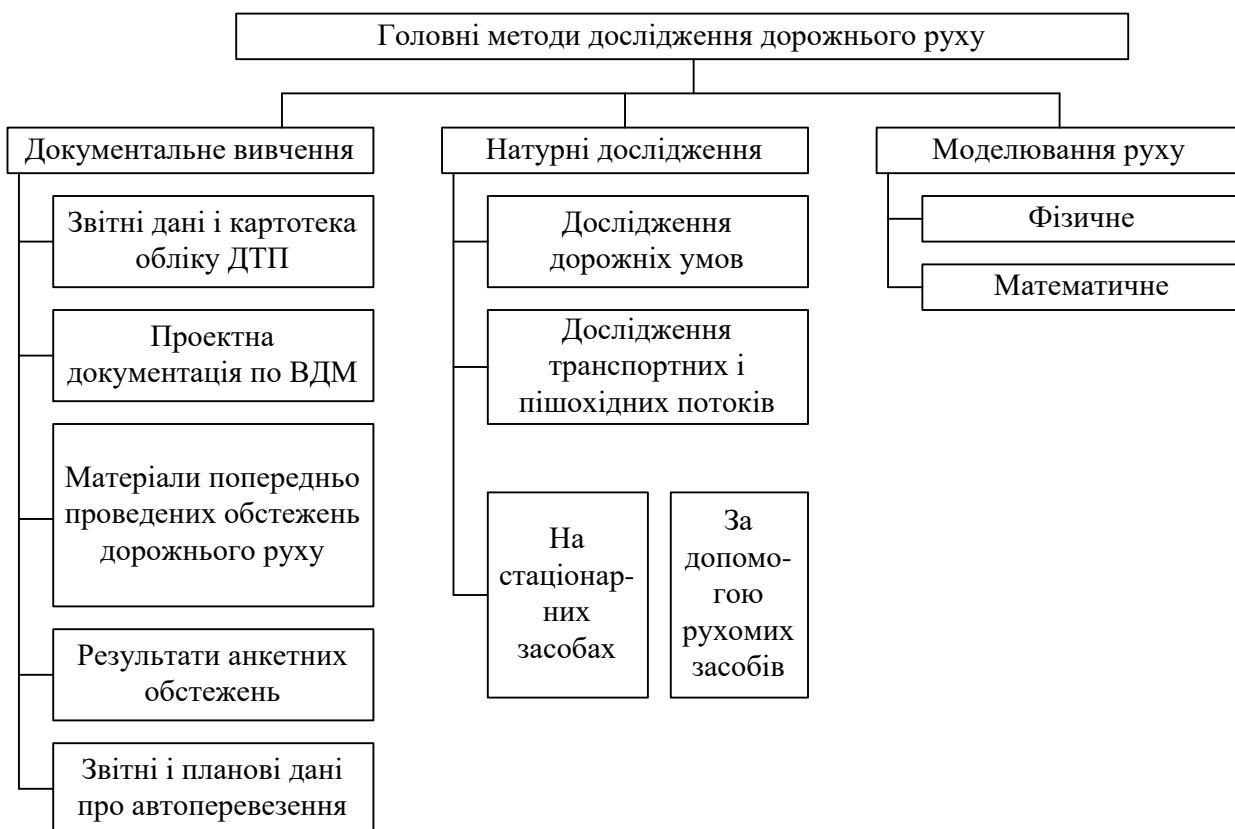 Головні методи дослідження дорожнього руху
Документальне вивчення
Звітні дані і картотека
обліку ДТП
Проектна
документація по ВДМ
Матеріали попередньо
проведених обстежень
дорожнього руху
Результати анкетних
обстежень
Звітні і планові дані
про автоперевезення
Натурні дослідження
Дослідження
дорожніх умов
Дослідження
транспортних і
пішохідних потоків
На
стаціонар-
них
засобах
За
допомо-
гою
рухомих
засобів
Моделювання руху
Фізичне
Математичне